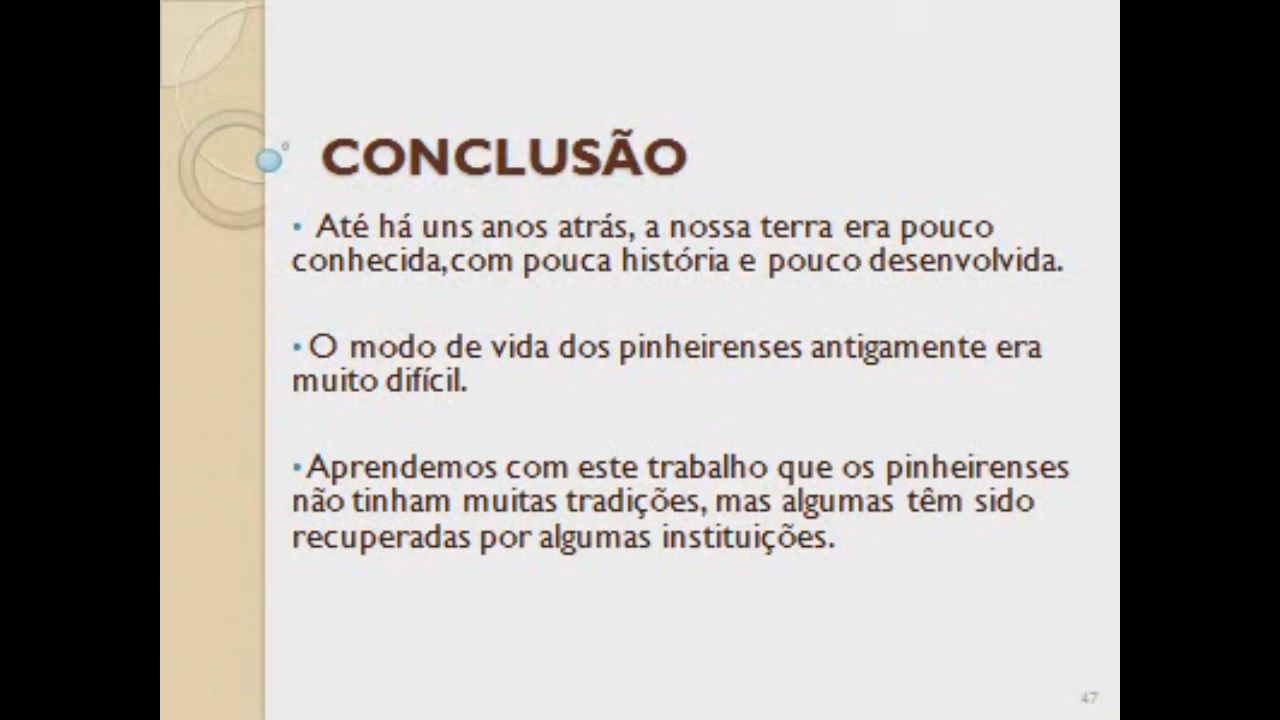 CONCLUSÃO
• Até há uns anos atrás, a nossa terra era pouco
conhecida,com pouca história e pouco desenvolvida.
• O modo de vida dos pinheirenses antigamente era
muito difícil.
• Aprendemos com este trabalho que os pinheirenses
não tinham muitas tradições, mas algumas têm sido
recuperadas por algumas instituições.
47